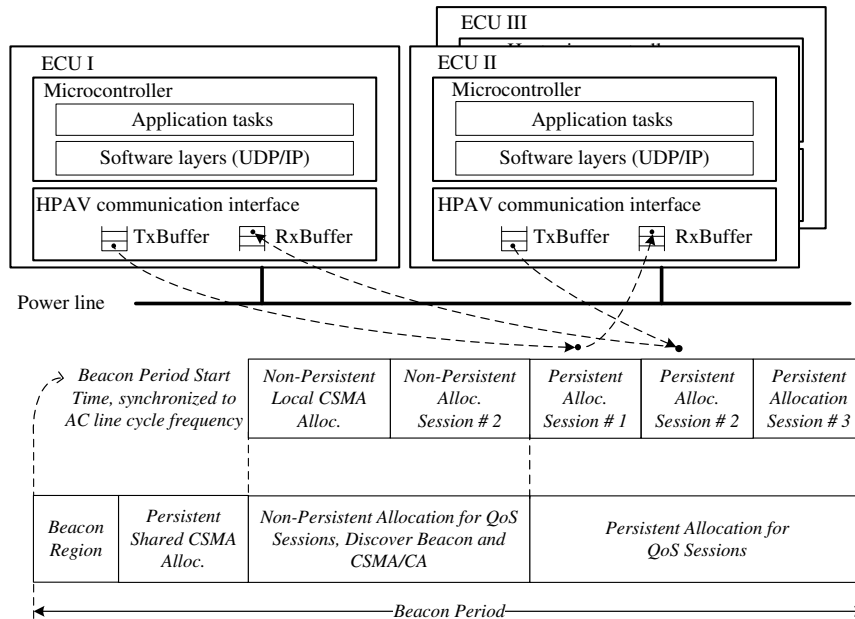 ECU III
ECU I
Microcontroller
Application tasks
Software layers (UDP/IP)
HPAV communication interface
TxBuffer
RxBuffer
ECU II
Microcontroller
Application tasks
Software layers (UDP/IP)
HPAV communication interface
TxBuffer
RxBuffer
Power line
Beacon Period Start
Time, synchronized to
AC line cycle frequency
Non-Persistent
Local CSMA
Alloc.
Non-Persistent
Alloc.
Session # 2
Persistent
Alloc.
Session # 1
Persistent
Alloc.
Session # 2
Persistent
Allocation
Session # 3
Beacon
Region
Persistent
Shared CSMA
Alloc.
Non-Persistent Allocation for QoS
Sessions, Discover Beacon and
CSMA/CA
Persistent Allocation for
QoS Sessions
Beacon Period